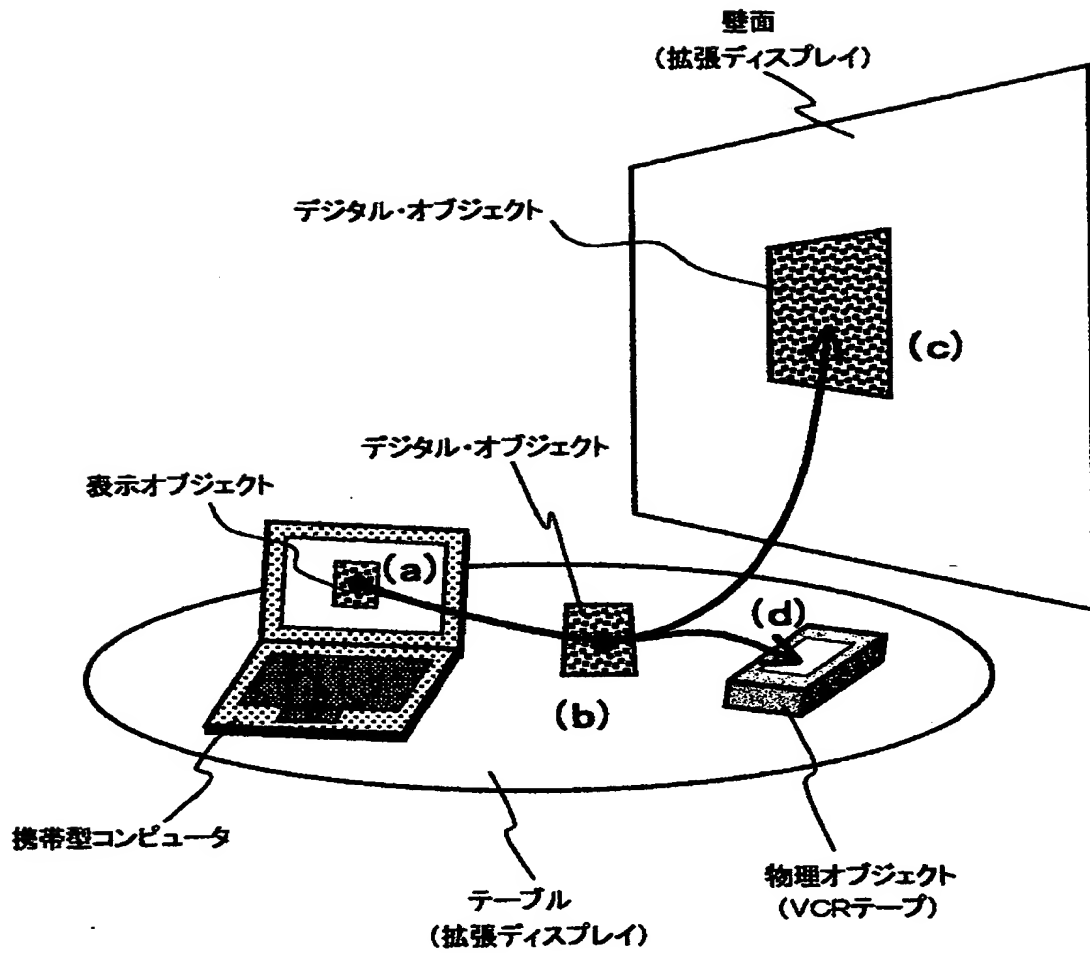 壁面
(拡張ディスプレイ)
デジタル・オブジェクト
(c)
デジタル・オブジェクト
表示オブジェクト
(a)
(d)
(b)
携帯型コンピュータ
テーブル
(拡張ディスプレイ)
物理オブジェクト
(VCRテープ)